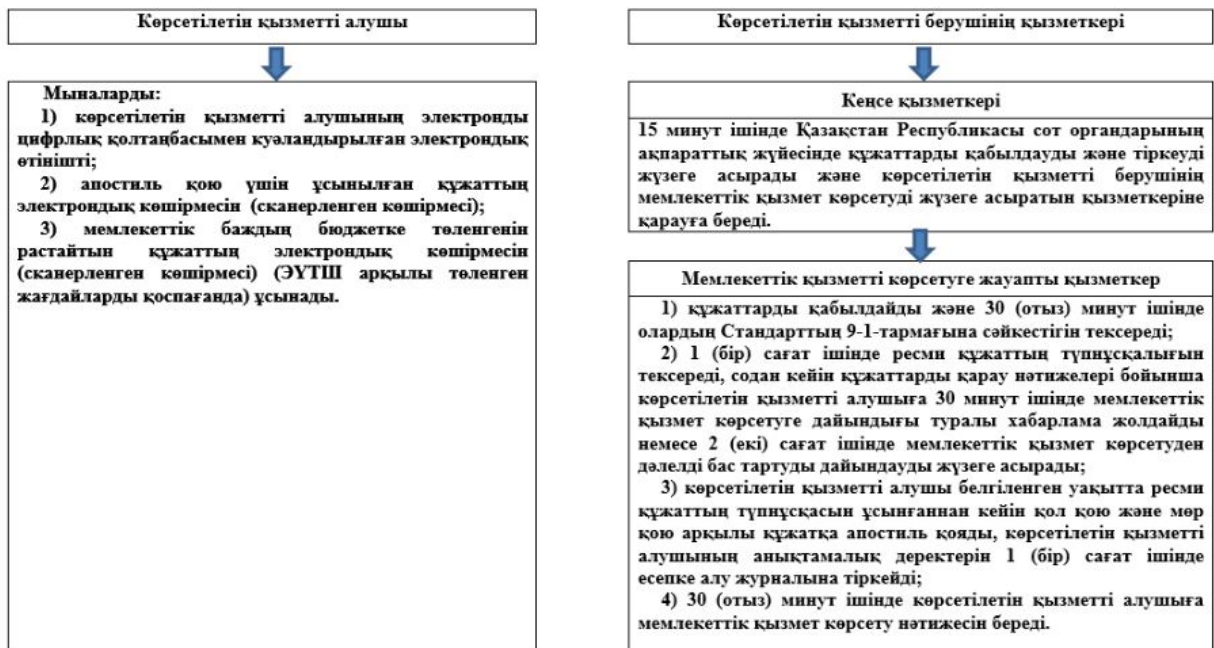 Көрсетілетін қызметті алушы
Мыналарды:
1) көрсетілетін қызметті алушының электронды
цифрлық қолтаңбасымен куәландырылған электрондық
өтінішті;
2) апостиль қою үшін ұсынылған құжаттың
электрондық көшірмесін (сканерленген көшірмесі);
3) мемлекеттік баждың бюджетке төленгенін
растайтын құжаттың электрондық көшірмесін
(сканерленген көшірмесі) (ЭҮТШ арқылы төленген
жағдайларды қоспағанда) ұсынады.
Көрсетілетін қызметті берушінің қызметкері
Кеңсе қызметкері
15 минут ішінде Қазақстан Республикасы сот органдарының
ақпараттық жүйесінде құжаттарды қабылдауды және тіркеуді
жүзеге асырады және көрсетілетін қызметті берушінің
мемлекеттік қызмет көрсетуді жүзеге асыратын қызметкеріне
қарауға береді.
Мемлекеттік қызметті көрсетуге жауапты қызметкер
1) құжаттарды қабылдайды және 30 (отыз) минут ішінде
олардың Стандарттың 9-1-тармағына сәйкестігін тексереді;
2) 1 (бір) сағат ішінде ресми құжаттың түпнұсқалығын
тексереді, содан кейін құжаттарды қарау нәтижелері бойынша
көрсетілетін қызметті алушыға 30 минут ішінде мемлекеттік
қызмет көрсетуге дайындығы туралы хабарлама жолдайды
немесе 2 (екі) сағат ішінде мемлекеттік қызмет көрсетуден
дәлелді бас тартуды дайындауды жүзеге асырады;
3) көрсетілетін қызметті алушы белгіленген уақытта ресми
құжаттың түпнұсқасын ұсынғаннан кейін қол қою және мөр
қою арқылы құжатқа апостиль қояды, көрсетілетін қызметті
алушының анықтамалық деректерін 1 (бір) сағат ішінде
есепке алу журналына тіркейді;
4) 30 (отыз) минут ішінде көрсетілетін қызметті алушыға
мемлекеттік қызмет көрсету нәтижесін береді.